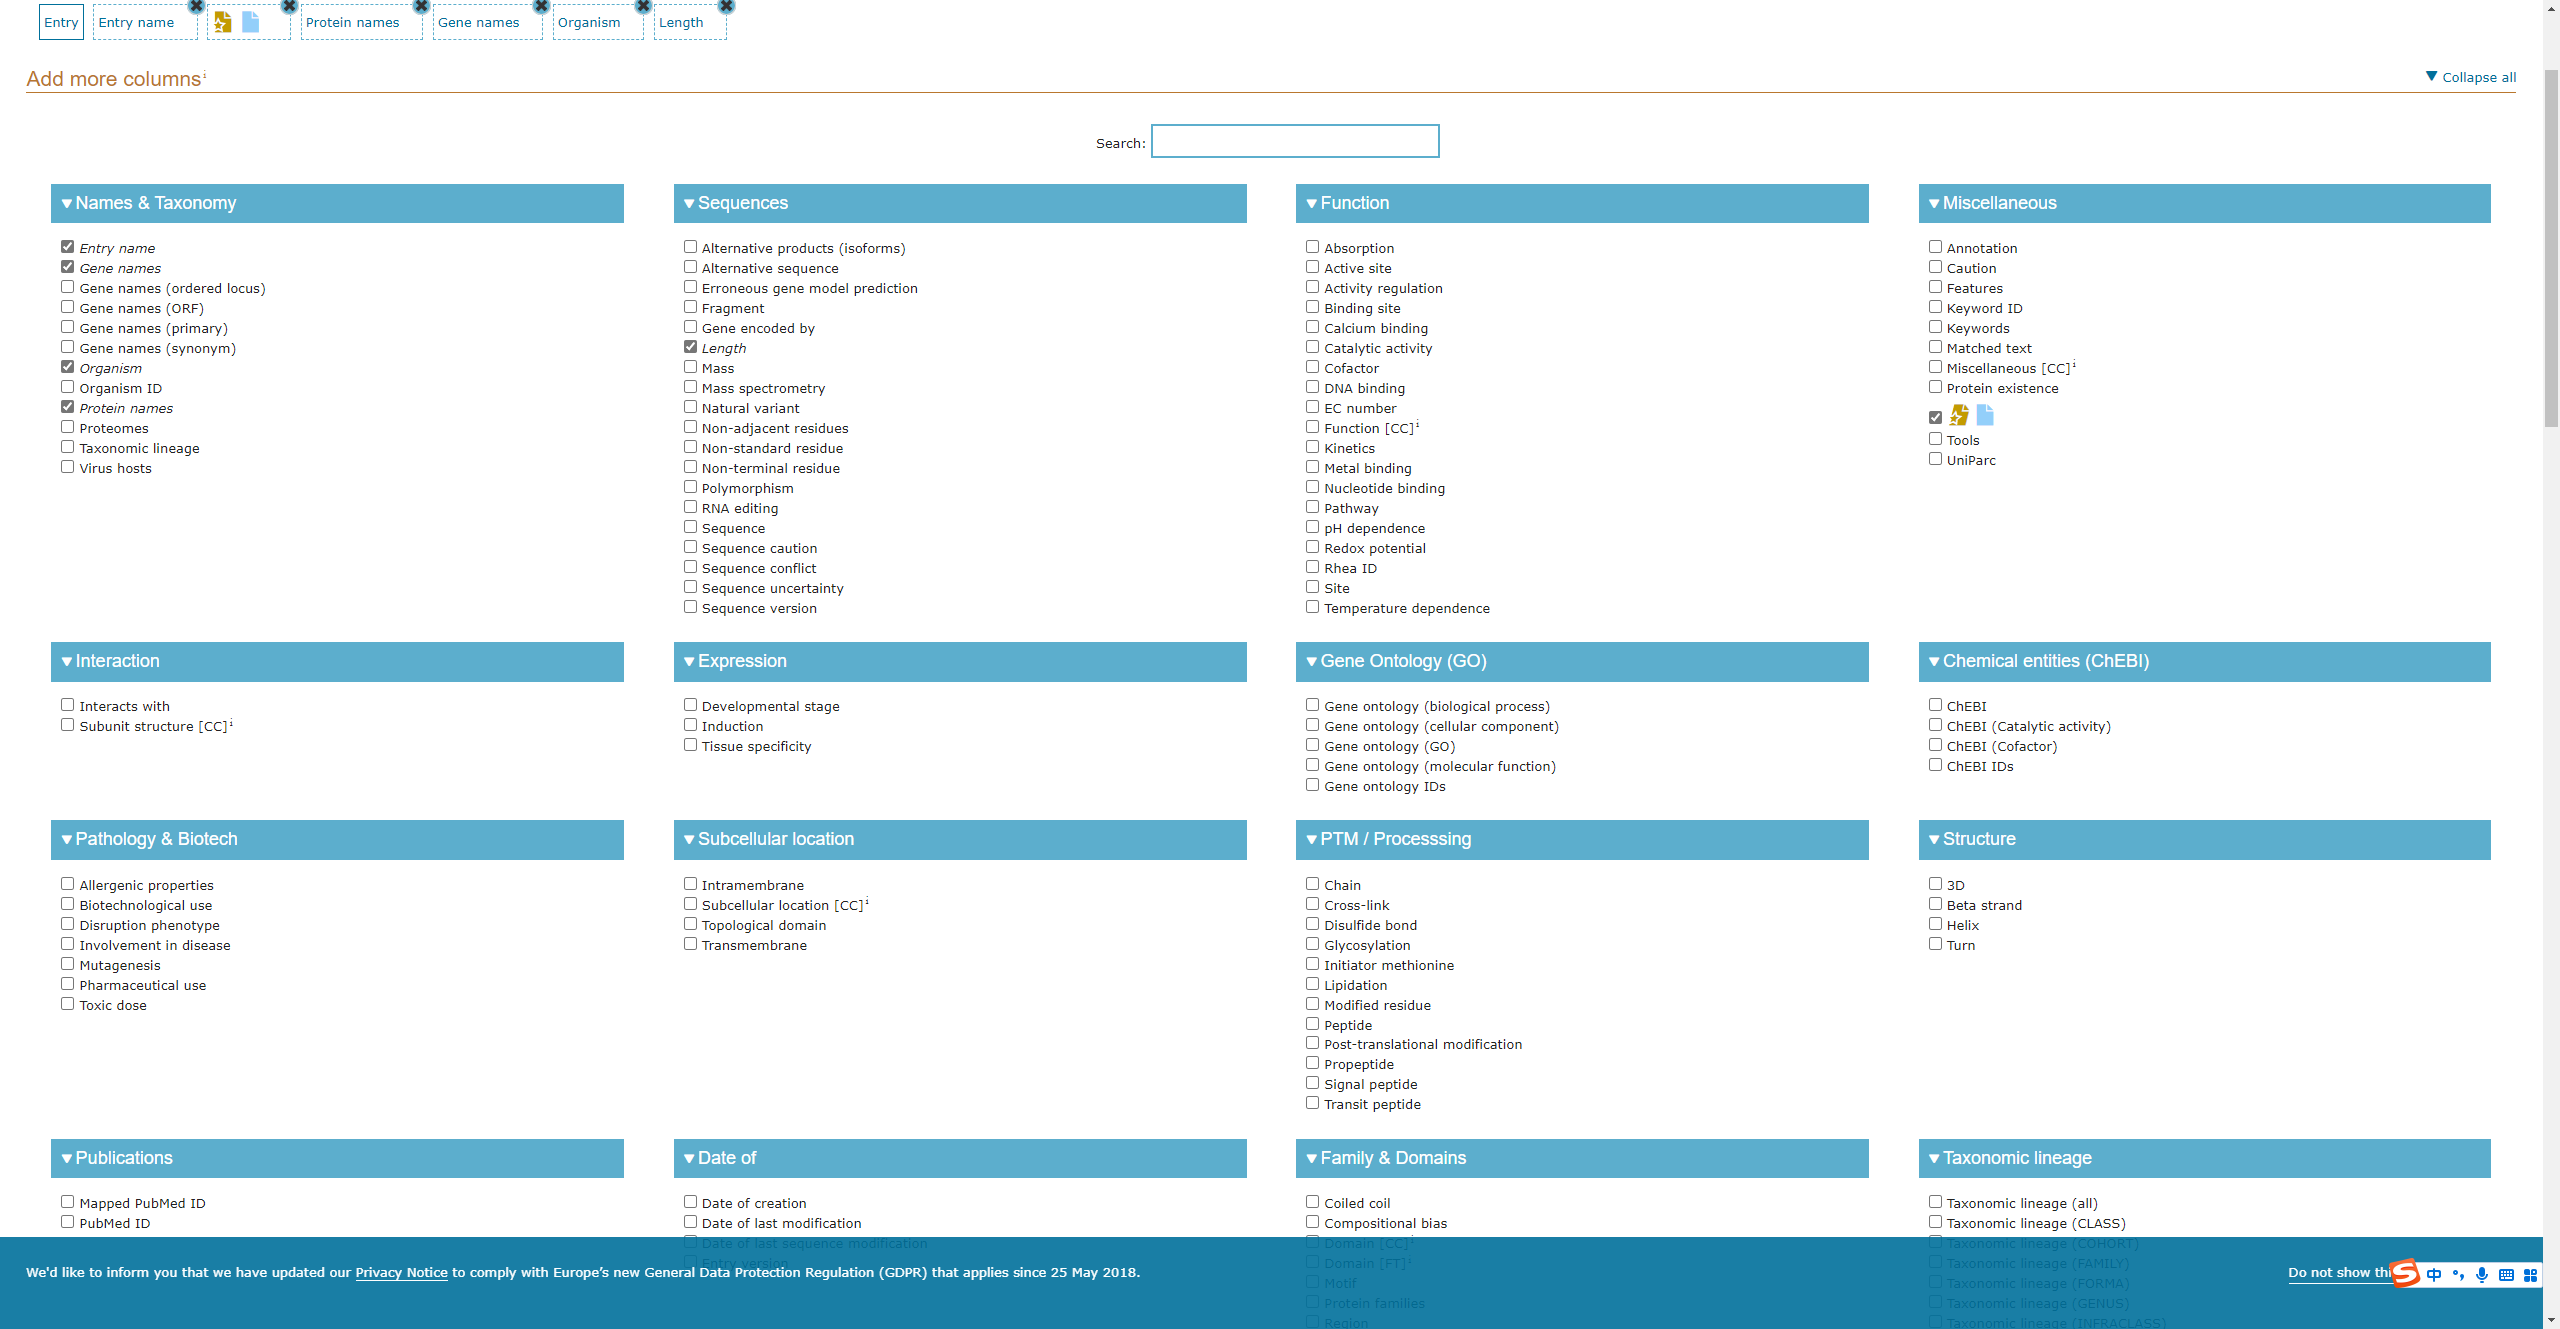 Entry
Entry name
Protein names
Gene names
Organism
Length
Add more columnsi
Collapse all
Search:
Names & Taxonomy
Entry name
Gene names
Gene names (ordered locus)
Gene names (ORF)
Gene names (primary)
Gene names (synonym)
Organism
Organism ID
Protein names
Proteomes
Taxonomic lineage
Virus hosts
Sequences
Alternative products (isoforms)
Alternative sequence
Erroneous gene model prediction
Fragment
Gene encoded by
Length
Mass
Mass spectrometry
Natural variant
Non-adjacent residues
Non-standard residue
Non-terminal residue
Polymorphism
RNA editing
Sequence
Sequence caution
Sequence conflict
Sequence uncertainty
Sequence version
Function
Absorption
Active site
Activity regulation
Binding site
Calcium binding
Catalytic activity
Cofactor
DNA binding
EC number
Function [CC]i
Kinetics
Metal binding
Nucleotide binding
Pathway
pH dependence
Redox potential
Rhea ID
Site
Temperature dependence
Miscellaneous
Annotation
Caution
Features
Keyword ID
Keywords
Matched text
Miscellaneous [CC]i
Protein existence
Tools
UniParc
Interaction
Interacts with
Subunit structure [CC]i
Expression
Developmental stage
Induction
Tissue specificity
Gene Ontology (GO)
Gene ontology (biological process)
Gene ontology (cellular component)
Gene ontology (GO)
Gene ontology (molecular function)
Gene ontology IDs
Chemical entities (ChEBI)
ChEBI
ChEBI (Catalytic activity)
ChEBI (Cofactor)
ChEBI IDs
Pathology & Biotech
Allergenic properties
Biotechnological use
Disruption phenotype
Involvement in disease
Mutagenesis
Pharmaceutical use
Toxic dose
Subcellular location
Intramembrane
Subcellular location [CC]i
Topological domain
Transmembrane
PTM / Processsing
Chain
Cross-link
Disulfide bond
Glycosylation
Initiator methionine
Lipidation
Modified residue
Peptide
Post-translational modification
Propeptide
Signal peptide
Transit peptide
Structure
3D
Beta strand
Helix
Turn
Publications
Mapped PubMed ID
PubMed ID
Date of
Date of creation
Date of last modification
Date of last sequence modification
Entry version
Family & Domains
Coiled coil
Compositional bias
Domain [CC]i
Domain [FT]i
Motif
Protein families
Region
Taxonomic lineage
Taxonomic lineage (all)
Taxonomic lineage (CLASS)
Taxonomic lineage (COHORT)
Taxonomic lineage (FAMILY)
Taxonomic lineage (FORMA)
Taxonomic lineage (GENUS)
Taxonomic lineage (INFRACLASS)
We'd like to inform you that we have updated our Privacy Notice to comply with Europe's new General Data Protection Regulation (GDPR) that applies since 25 May 2018.
Do not show thi
S 中